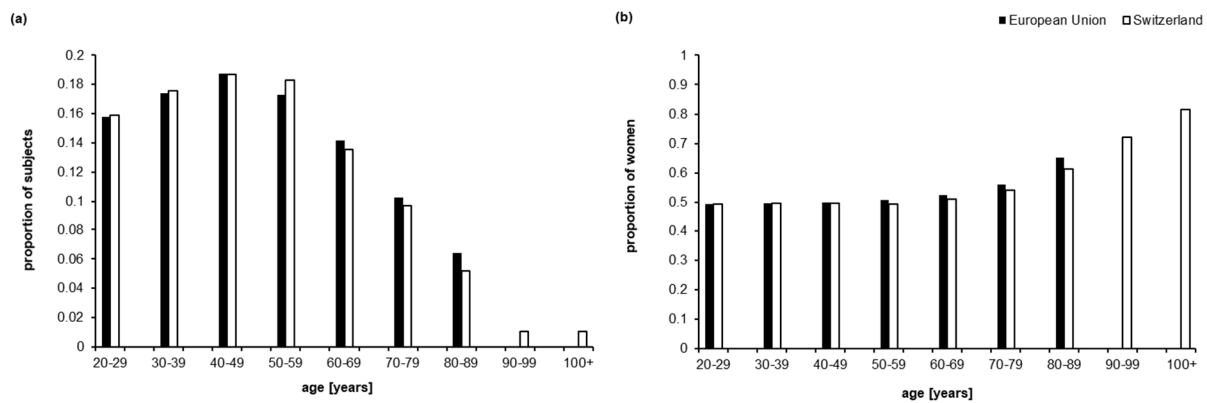 (a)
0.2
0.18
0.16
0.14
0.12
0.1
0.08
0.06
0.04
0.02
0
proportion of subjects
20-29 30-39 40-49 50-59 60-69 70-79 80-89 90-99 100+
age [years]
(b)
European Union Switzerland
1
0.9
0.8
0.7
0.6
0.5
0.4
0.3
0.2
0.1
0
proportion of women
20-29 30-39 40-49 50-59 60-69 70-79 80-89 90-99 100+
age [years]